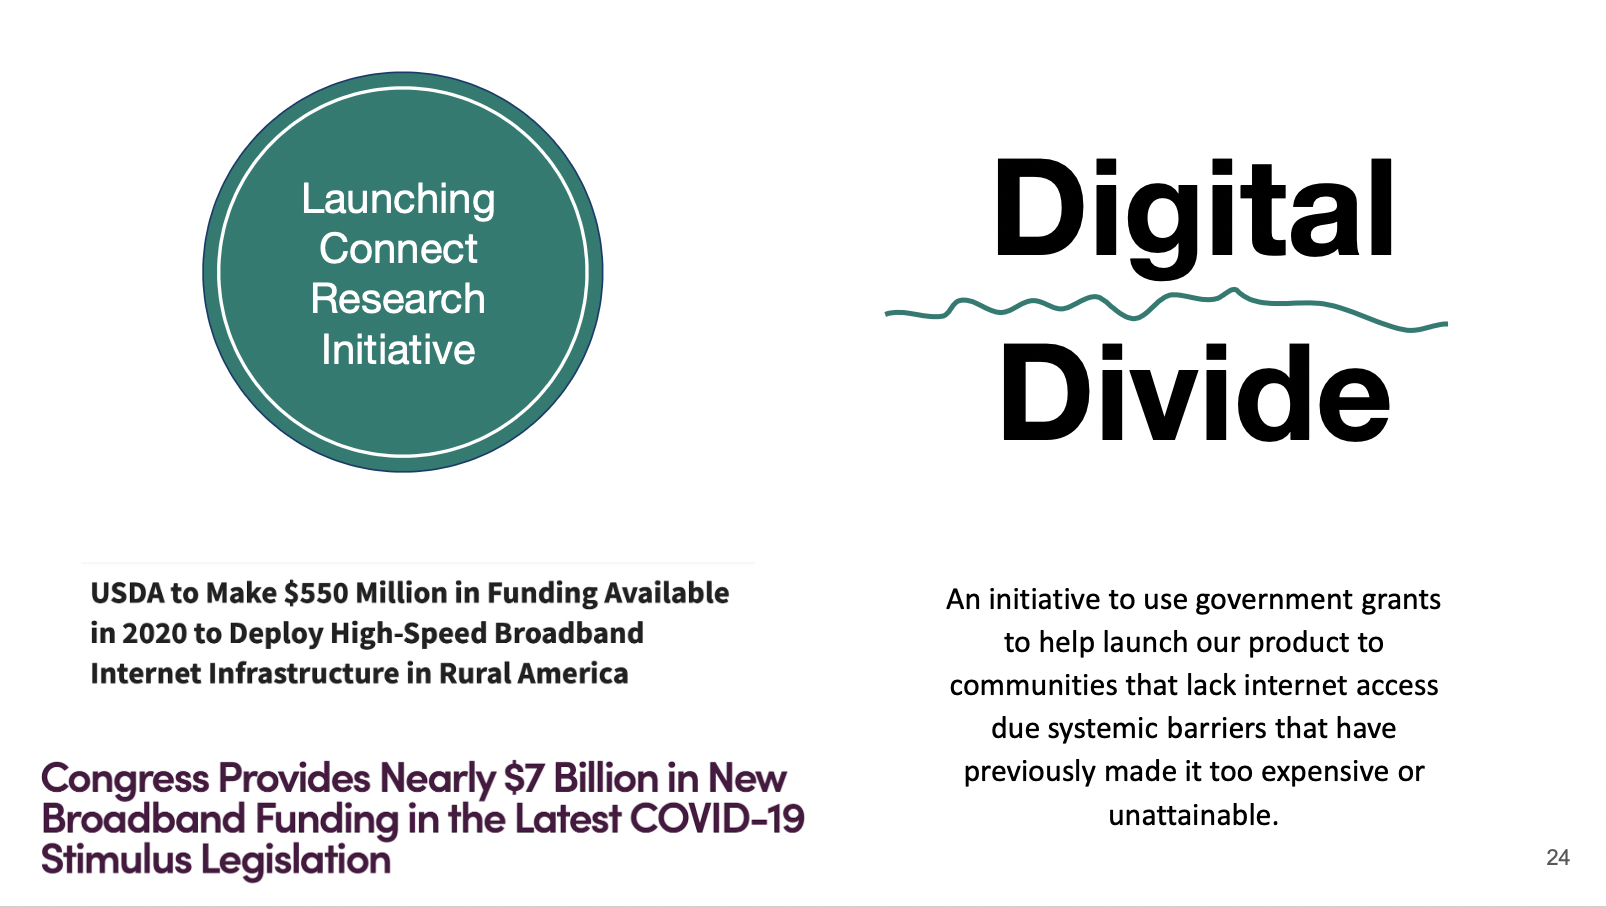 Launching
Connect
Research
Initiative
Digital
Divide
USDA to Make $550 Million in Funding Available
in 2020 to Deploy High-Speed Broadband
Internet Infrastructure in Rural America
Congress Provides Nearly $7 Billion in New
Broadband Funding in the Latest COVID-19
Stimulus Legislation
An initiative to use government grants
to help launch our product to
communities that lack internet access
due systemic barriers that have
previously made it too expensive or
unattainable.
24